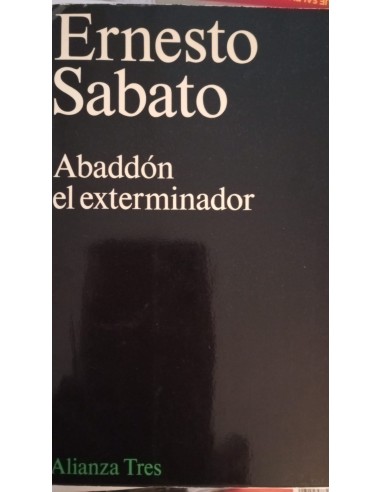 Ernesto
Sabato
Abaddón
el exterminador
Alianza Tres